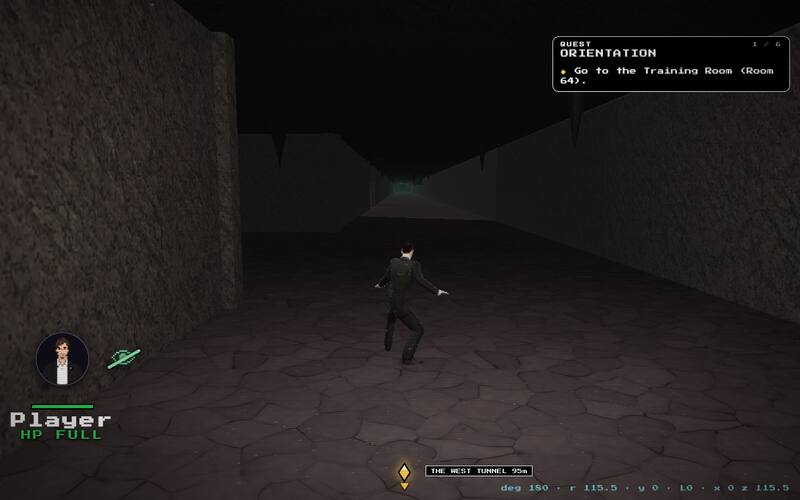 QUEST 1 / 6
ORIENTATION
Go to the Training Room (Room
64).
Player
HP FULL
THE WEST TUNNEL 95m
deg 180 · r 115.5 · y 0 · L0 · x 0 z 115.5